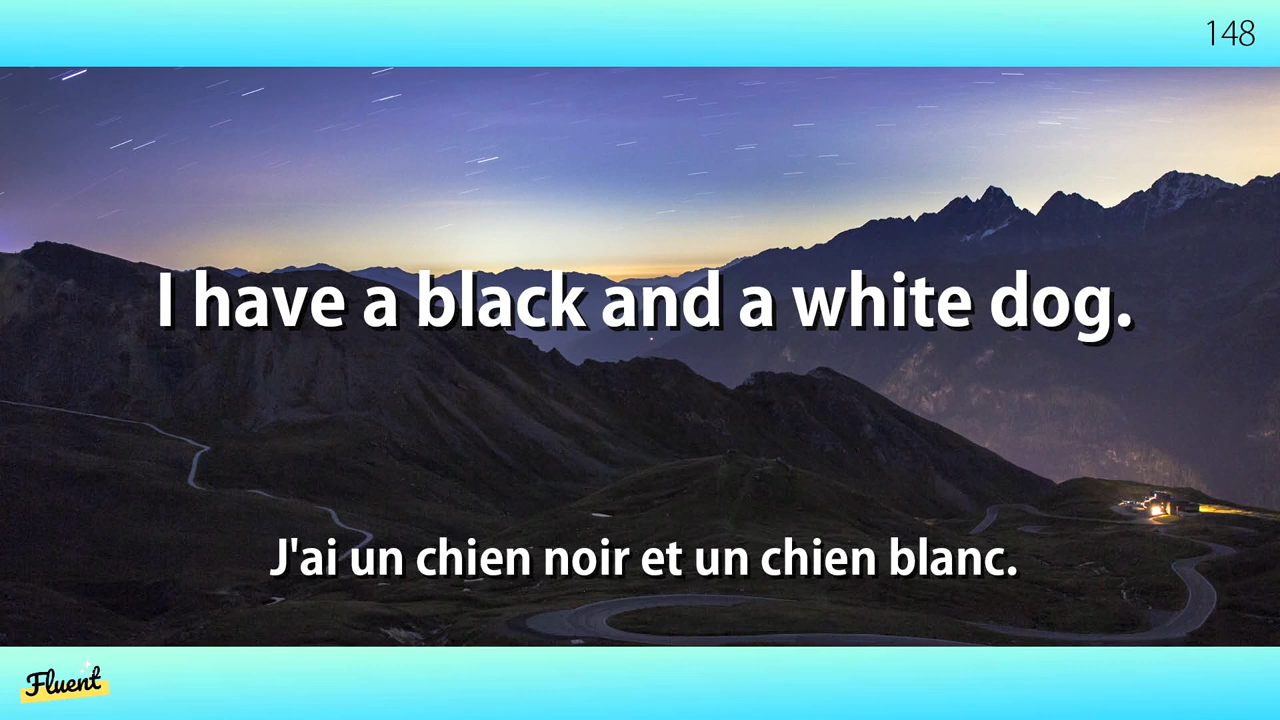 148
I have a black and a white dog.
J'ai un chien noir et un chien blanc.
Fluent